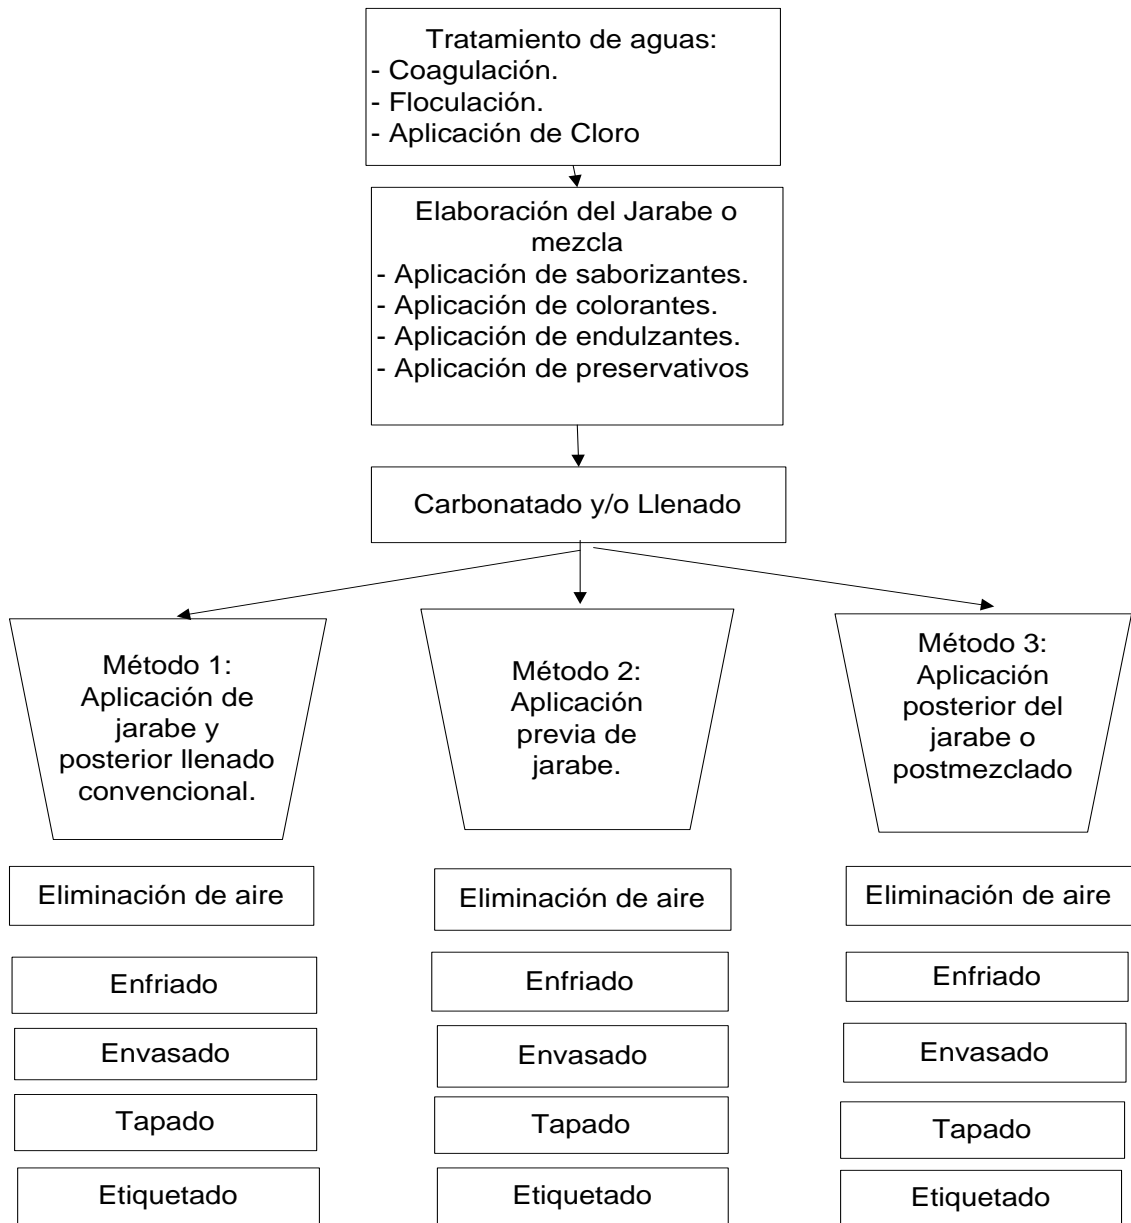 Tratamiento de aguas:
- Coagulación.
- Floculación.
- Aplicación de Cloro
Elaboración del Jarabe o
mezcla
- Aplicación de saborizantes.
- Aplicación de colorantes.
- Aplicación de endulzantes.
- Aplicación de preservativos
Carbonatado y/o Llenado
Método 1:
Aplicación de
jarabe y
posterior llenado
convencional.
Método 2:
Aplicación
previa de
jarabe.
Método 3:
Aplicación
posterior del
jarabe o
postmezclado
Eliminación de aire
Eliminación de aire
Eliminación de aire
Enfriado
Enfriado
Enfriado
Envasado
Envasado
Envasado
Tapado
Tapado
Tapado
Etiquetado
Etiquetado
Etiquetado